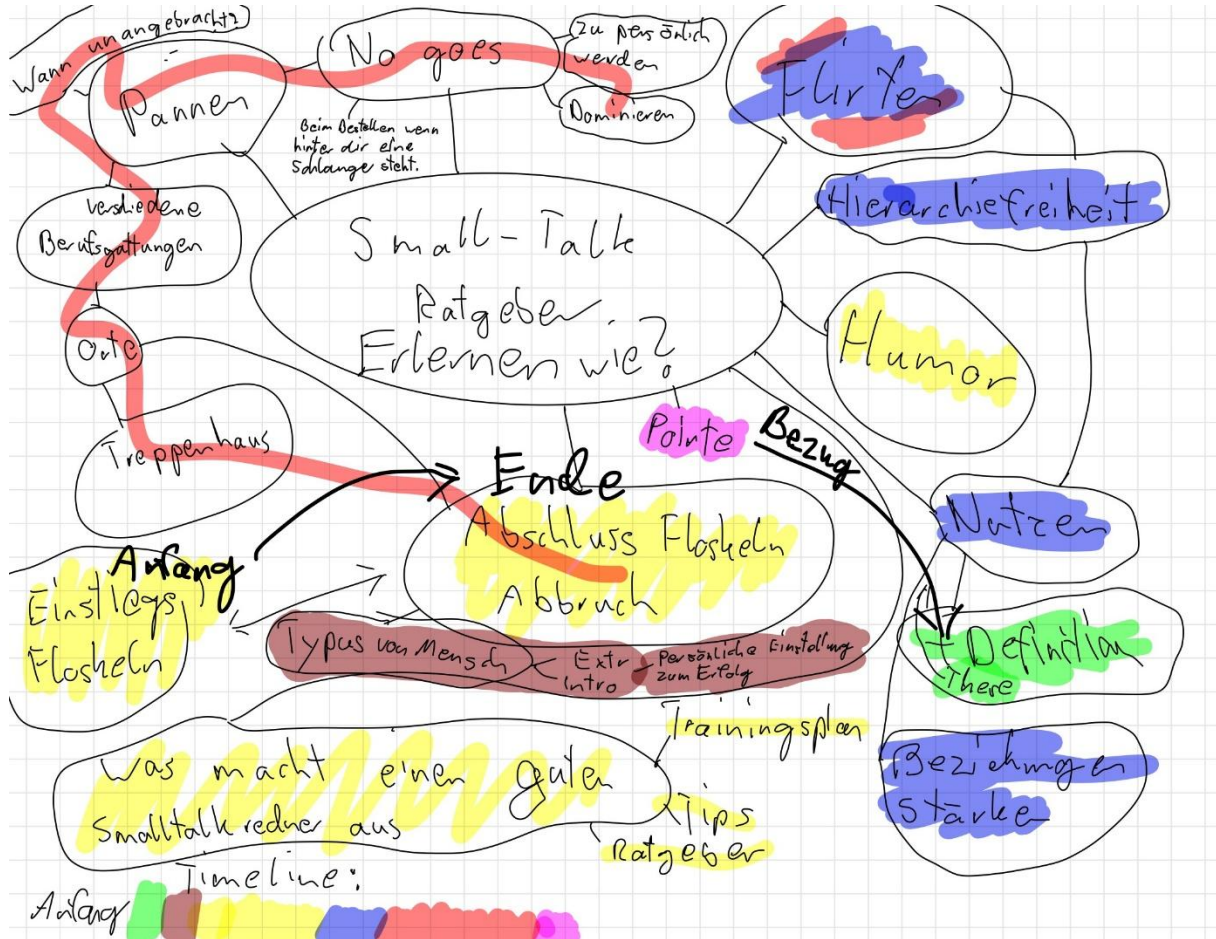 Wann unangebracht?
Pannen
No goes
zu persönlich
werden
Dominieren
Beim Bestellen wenn
hinter dir eine
Schlange steht.
Flirten
Hierarchiefreiheit
verschiedene
Berufsgattungen
Small-Talk
Ratgeber
Erlernen wie?
Humor
Orte
Treppenhaus
Pointe
Bezug
Ende
Abschluss Floskeln
Abbruch
Nutzen
Anfang
Einstiegs
Floskeln
Typus von Mensch
Extr
Intro
Persönliche Einstellung
zum Erfolg
+ Definition
These
Trainingsplan
Was macht einen guten
Smalltalkredner aus
Tips
Ratgeber
Beziehungen
stärken
Timeline:
Anfang